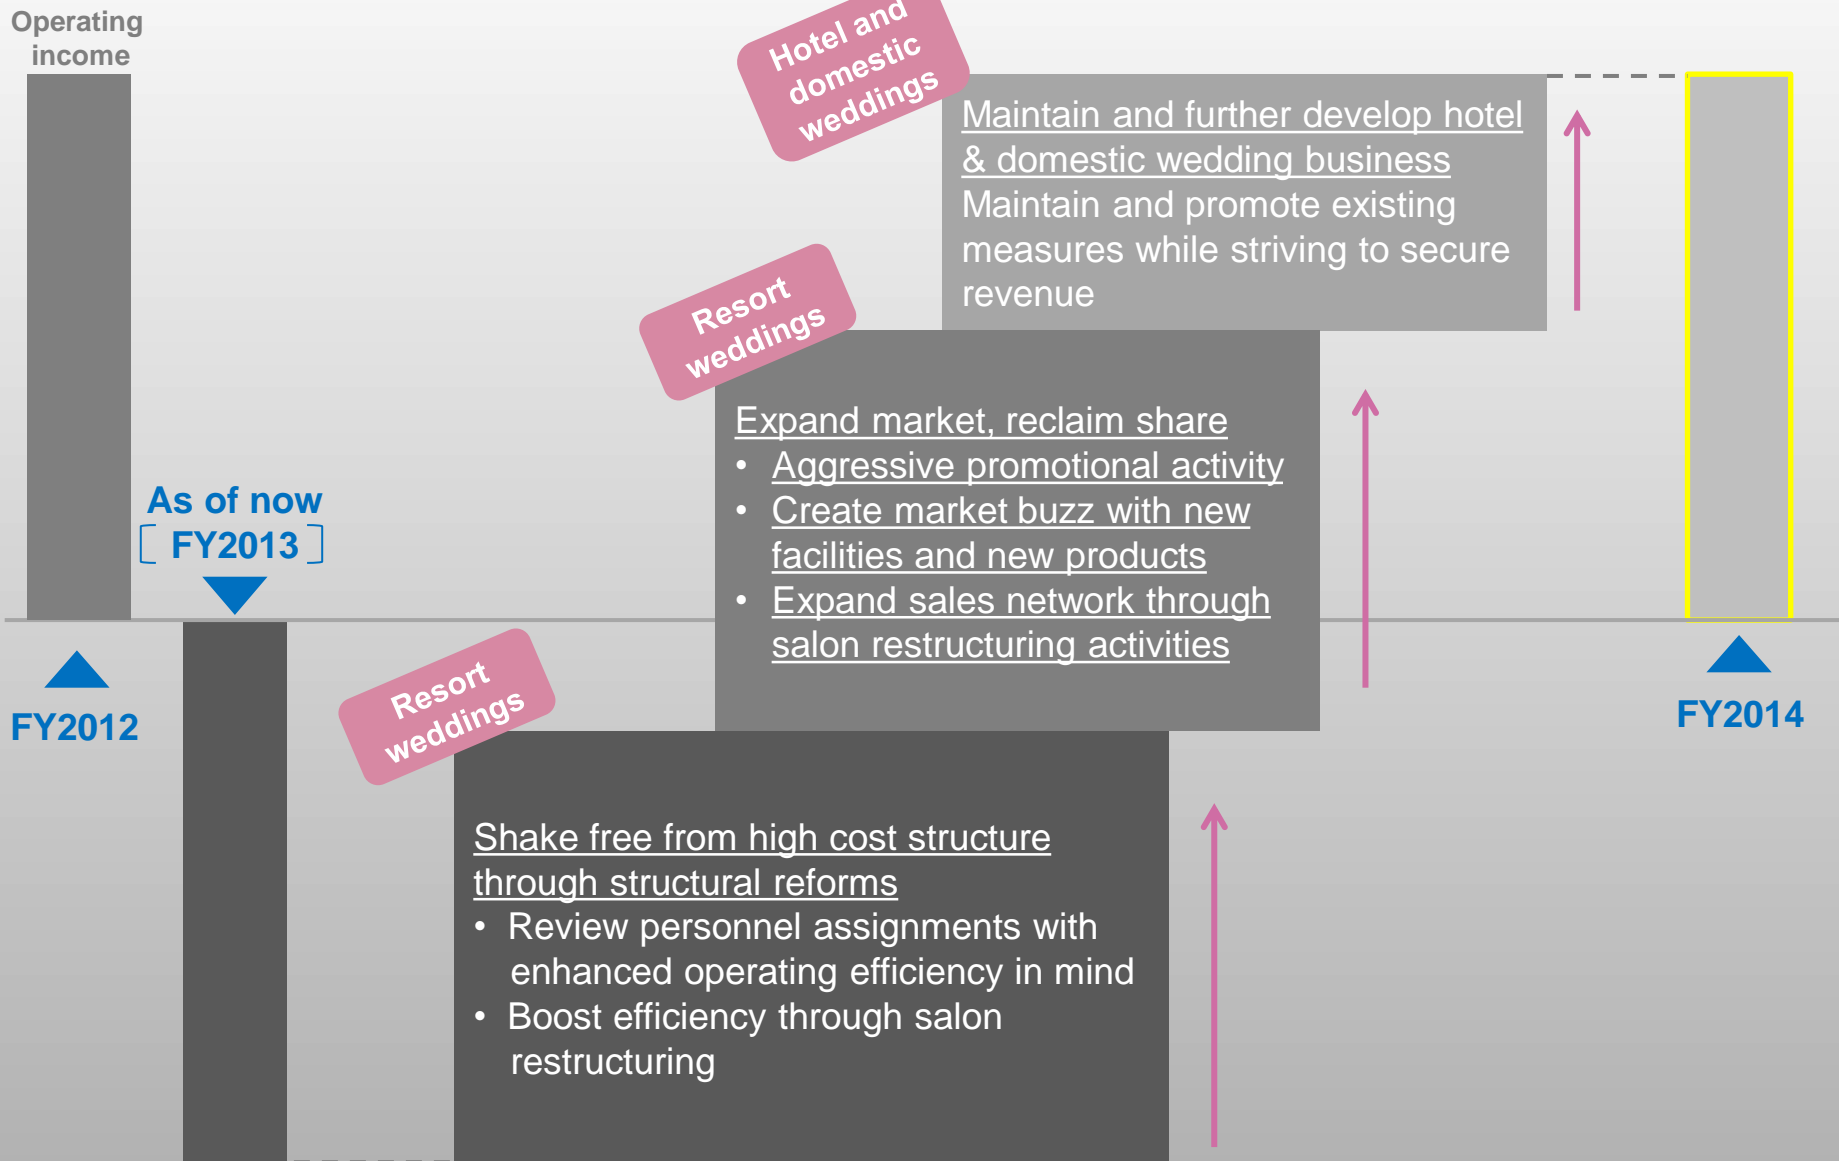 Operating
income
Hotel and
domestic
weddings
Maintain and further develop hotel
& domestic wedding business
Maintain and promote existing
measures while striving to secure
revenue
Resort
weddings
Expand market, reclaim share
• Aggressive promotional activity
• Create market buzz with new
facilities and new products
• Expand sales network through
salon restructuring activities
As of now
[ FY2013 ]
FY2012
FY2014
Resort
weddings
Shake free from high cost structure
through structural reforms
• Review personnel assignments with
enhanced operating efficiency in mind
• Boost efficiency through salon
restructuring